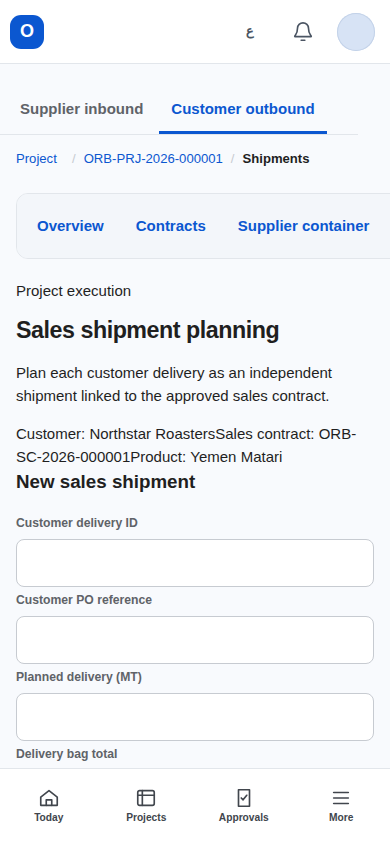 O
ع
Supplier inbound Customer outbound
Project / ORB-PRJ-2026-000001 / Shipments
Overview Contracts Supplier container
Project execution
Sales shipment planning
Plan each customer delivery as an independent
shipment linked to the approved sales contract.
Customer: Northstar RoastersSales contract: ORB-
SC-2026-000001Product: Yemen Matari
New sales shipment
Customer delivery ID
Customer PO reference
Planned delivery (MT)
Delivery bag total
Today Projects Approvals More